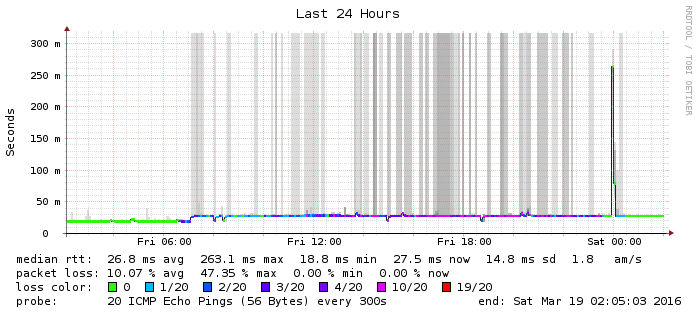 Last 24 Hours
RRDTOOL / TOBI OETIKER
Seconds
300 m
250 m
200 m
150 m
100 m
50 m
0
Fri 06:00 Fri 12:00 Fri 18:00 Sat 00:00
median rtt: 26.8 ms avg 263.1 ms max 18.8 ms min 27.5 ms now 14.8 ms sd 1.8 am/s
packet loss: 10.07 % avg 47.35 % max 0.00 % min 0.00 % now
loss color: 0 1/20 2/20 3/20 4/20 10/20 19/20
probe: 20 ICMP Echo Pings (56 Bytes) every 300s end: Sat Mar 19 02:05:03 2016